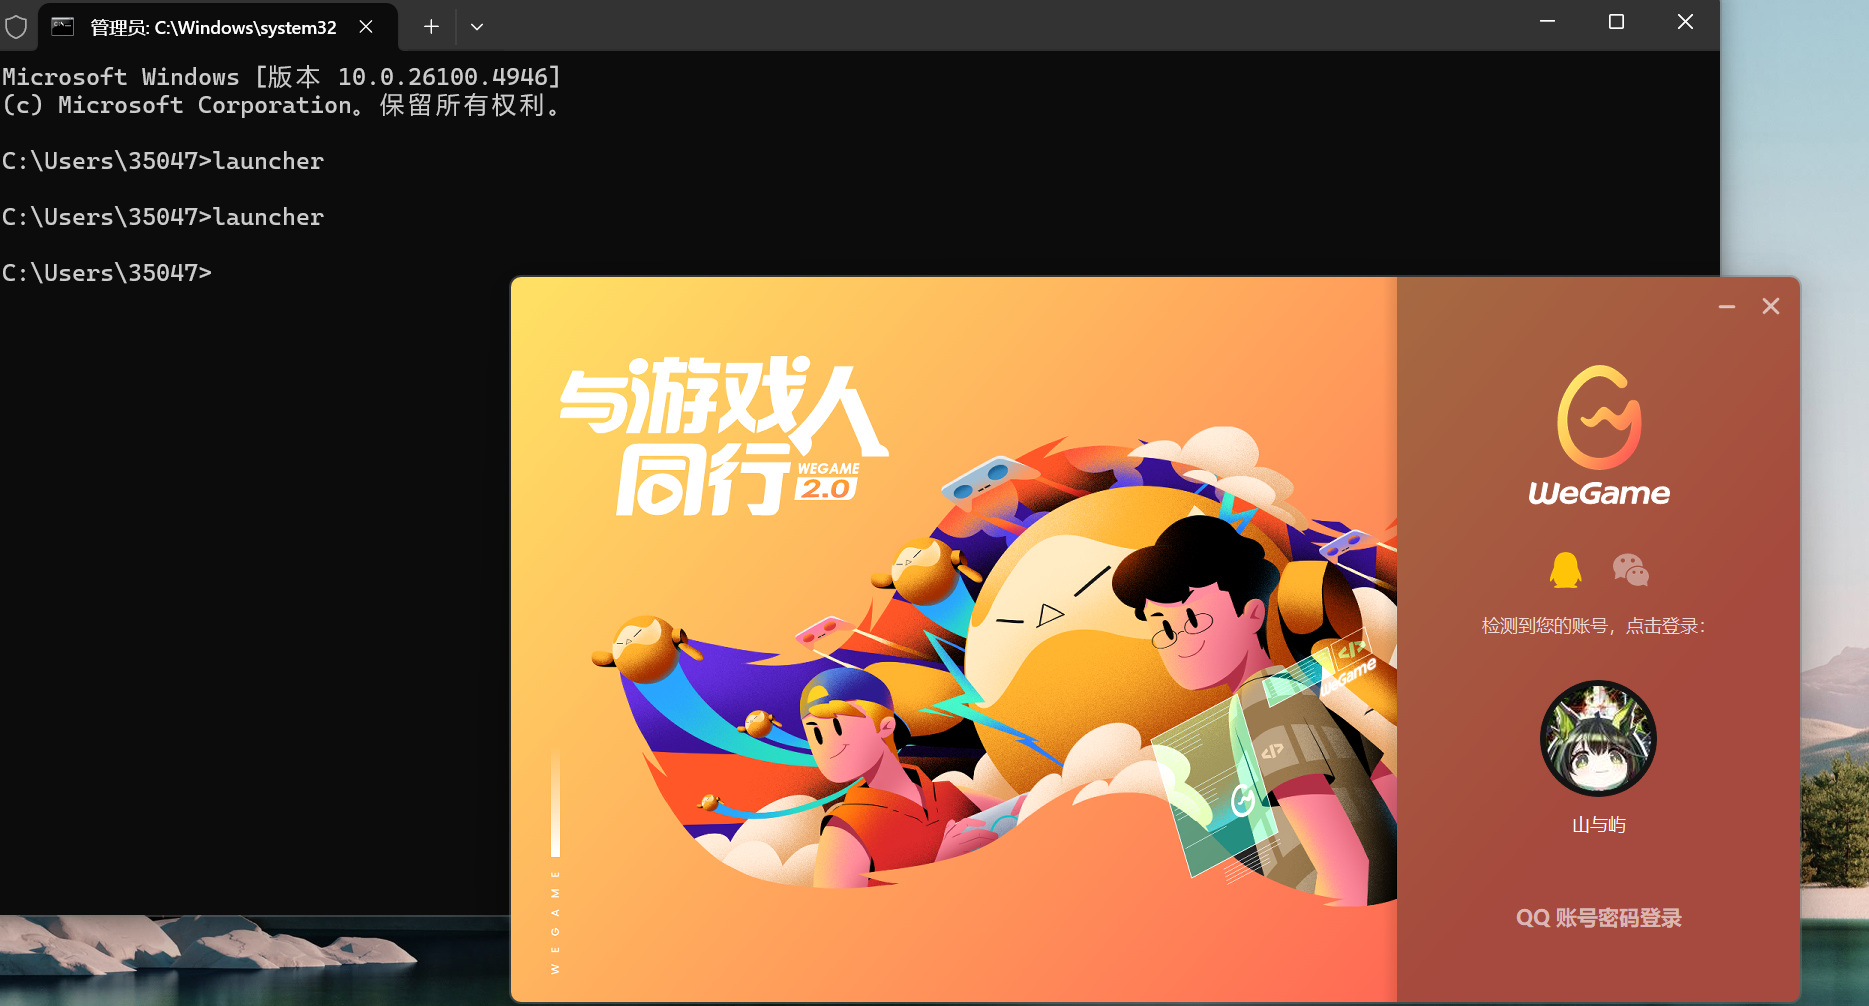 管理员: C:\Windows\system32
Microsoft Windows [版本 10.0.26100.4946]
(c) Microsoft Corporation。保留所有权利。
C:\Users\35047>launcher
C:\Users\35047>launcher
C:\Users\35047>
与游戏人
同行
WEGAME
2.0
WEGAME
</>
WeGame
</>
WeGame
检测到您的账号，点击登录：
山与屿
QQ 账号密码登录